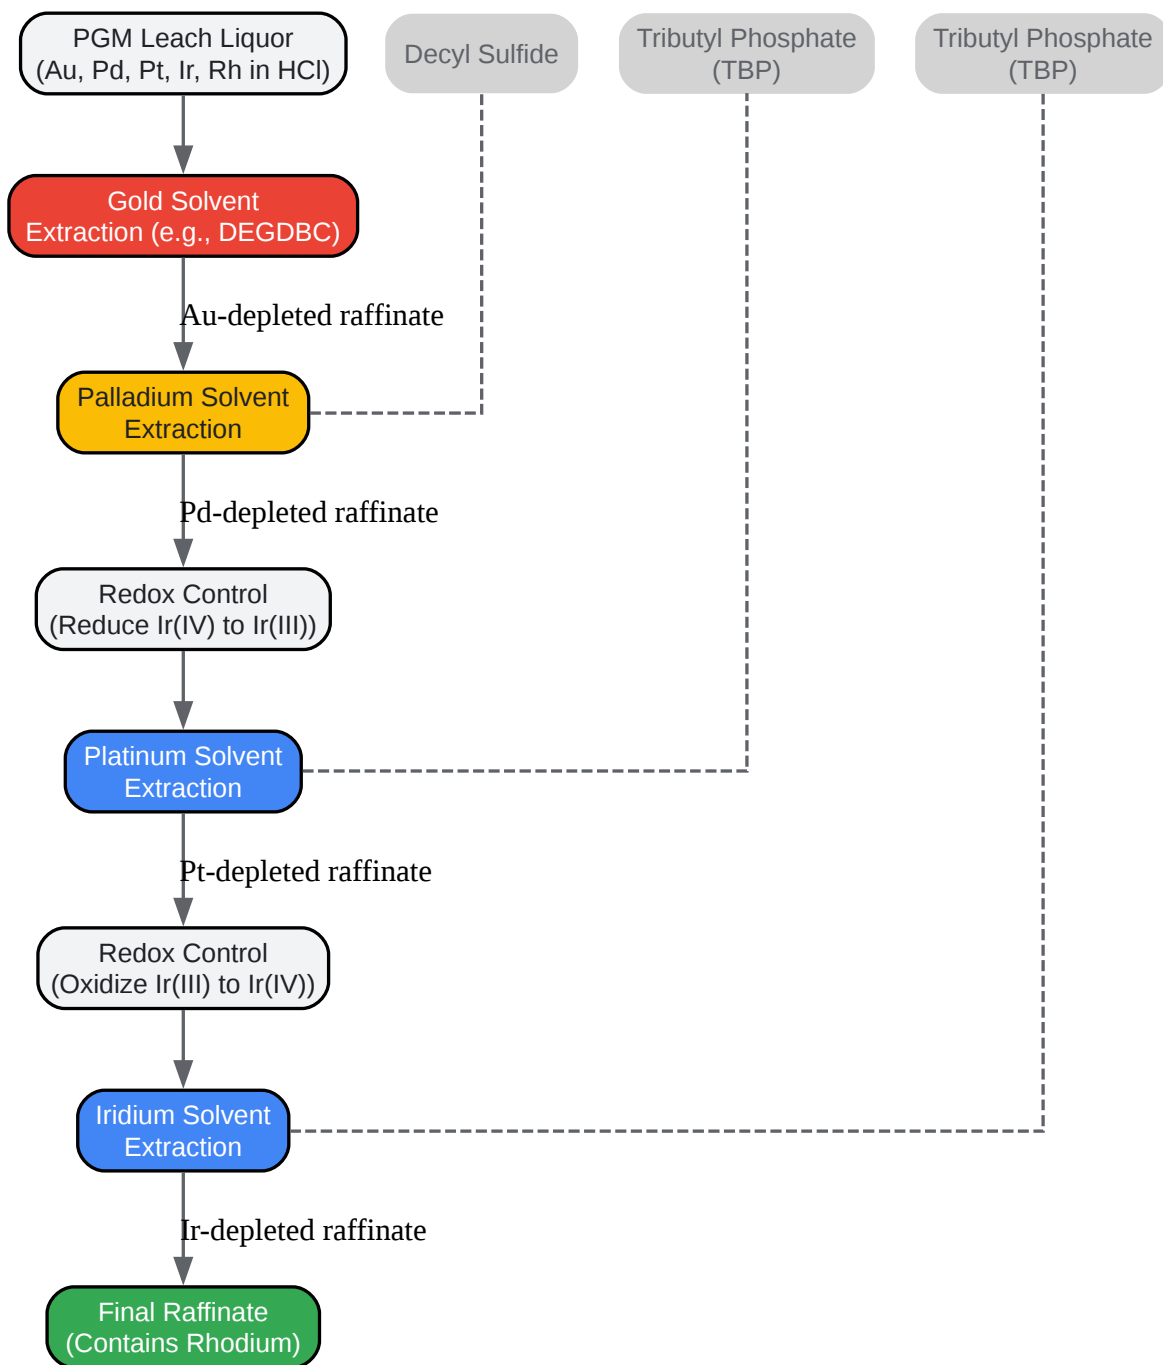 PGM Leach Liquor
(Au, Pd, Pt, Ir, Rh in HCl)
Decyl Sulfide
Tributyl Phosphate
(TBP)
Tributyl Phosphate
(TBP)
Gold Solvent
Extraction (e.g., DEGDBC)
Au-depleted raffinate
Palladium Solvent
Extraction
Pd-depleted raffinate
Redox Control
(Reduce Ir(IV) to Ir(III))
Platinum Solvent
Extraction
Pt-depleted raffinate
Redox Control
(Oxidize Ir(III) to Ir(IV))
Iridium Solvent
Extraction
Ir-depleted raffinate
Final Raffinate
(Contains Rhodium)